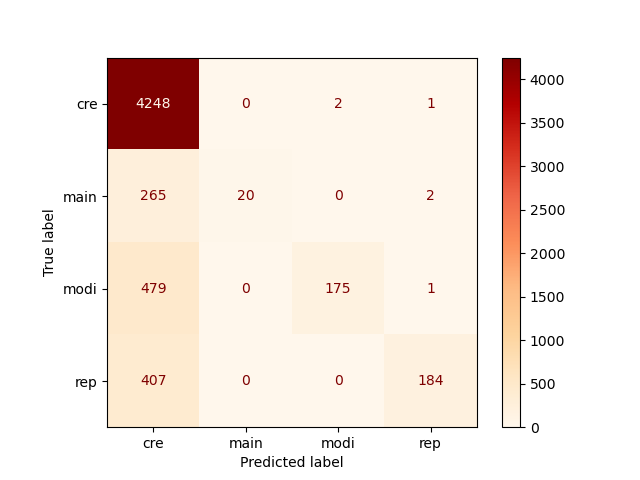 cre 4248 0 2 1
main 265 20 0 2
modi 479 0 175 1
rep 407 0 0 184
cre main modi rep
Predicted label
True label
4000
3500
3000
2500
2000
1500
1000
500
0